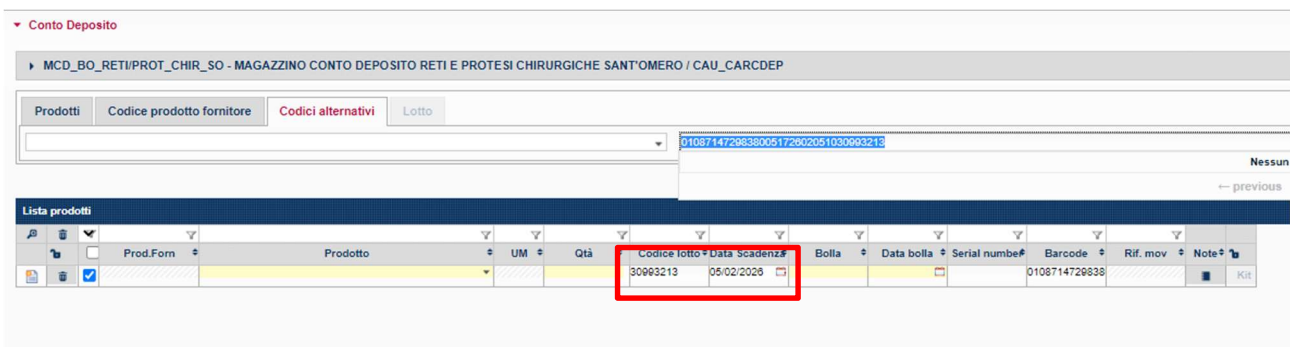 Conto Deposito
MCD_BO_RETI/PROT_CHIR_SO - MAGAZZINO CONTO DEPOSITO RETI E PROTESI CHIRURGICHE SANT'OMERO / CAU_CARCDEP
Prodotti Codice prodotto fornitore Codici alternativi Lotto
0108714729838005172602051030993213
Nessun
← previous
Lista prodotti
Prod.Forn Prodotto UM Qtà Codice lotto Data Scadenza Bolla Data bolla Serial number Barcode Rif. mov Note
30993213 05/02/2026 0108714729838 Kit